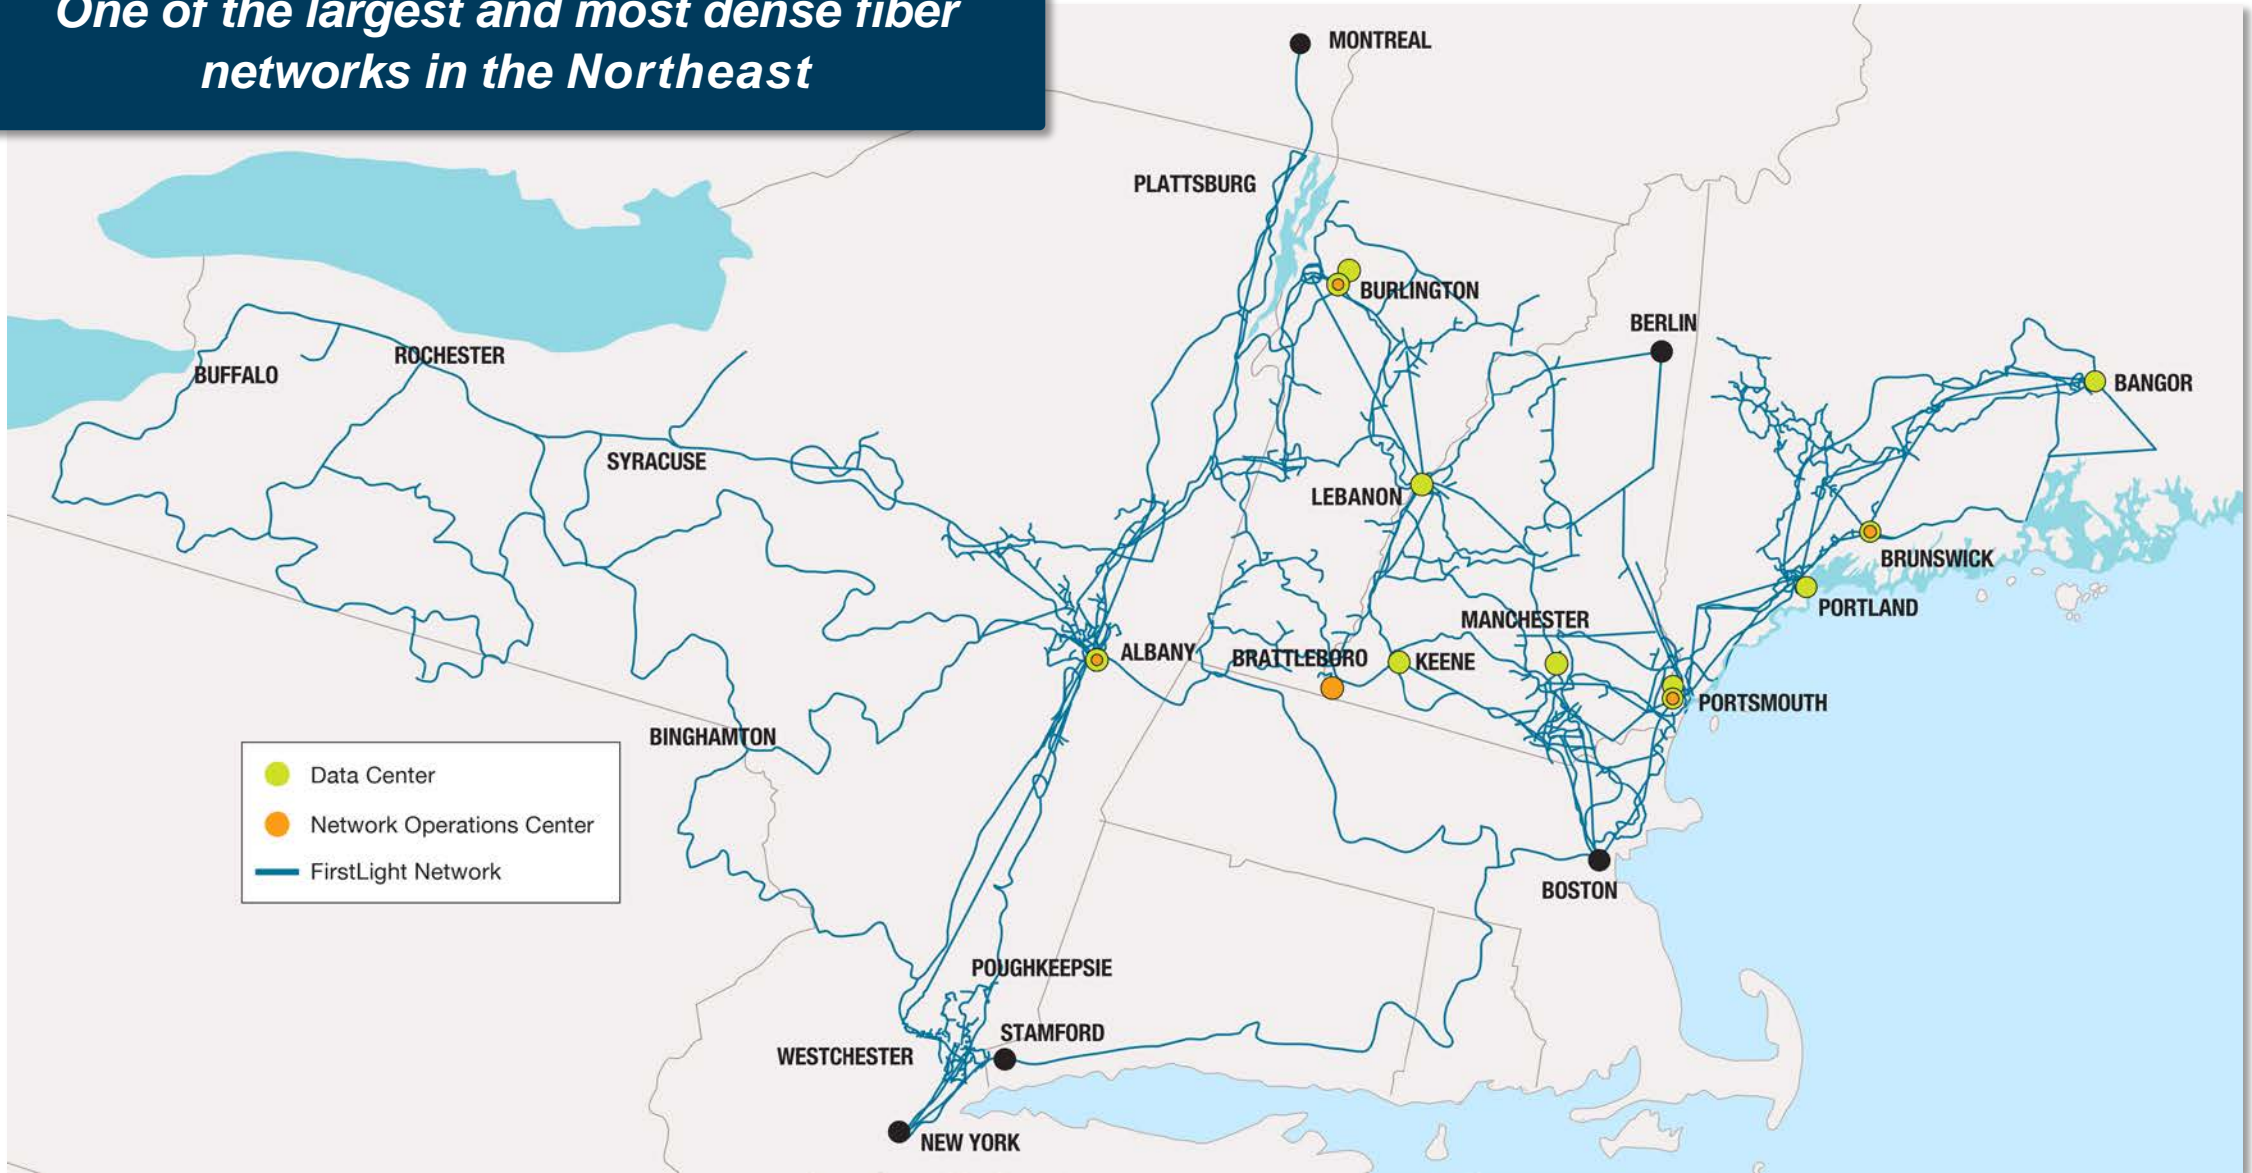 One of the largest and most dense fiber
networks in the Northeast
MONTREAL
PLATTSBURG
BURLINGTON
BERLIN
ROCHESTER
BUFFALO
BANGOR
SYRACUSE
LEBANON
BRUNSWICK
PORTLAND
MANCHESTER
ALBANY
BRATTLEBORO
KEENE
PORTSMOUTH
BINGHAMTON
Data Center
Network Operations Center
FirstLight Network
BOSTON
POUGHKEEPSIE
STAMFORD
WESTCHESTER
NEW YORK